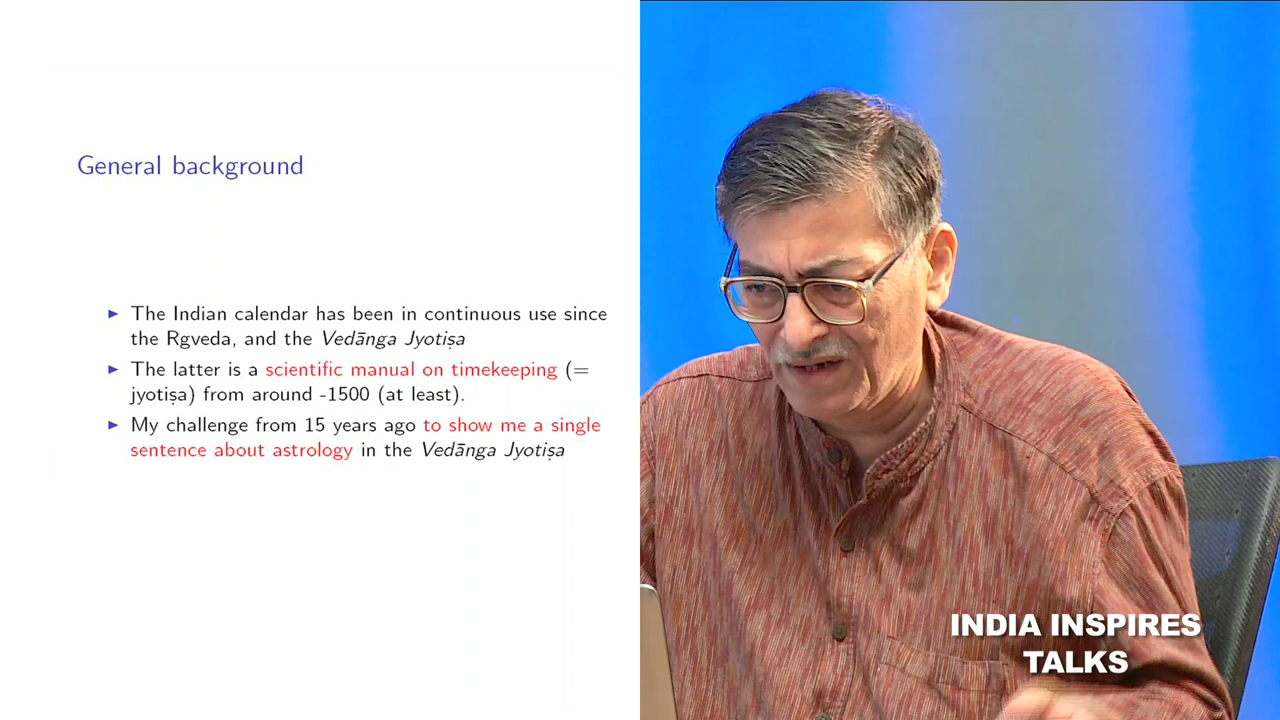 General background
▶ The Indian calendar has been in continuous use since
the Rgveda, and the Vedānga Jyotiṣa
▶ The latter is a scientific manual on timekeeping (=
jyotiṣa) from around -1500 (at least).
▶ My challenge from 15 years ago to show me a single
sentence about astrology in the Vedānga Jyotiṣa
INDIA INSPIRES
TALKS